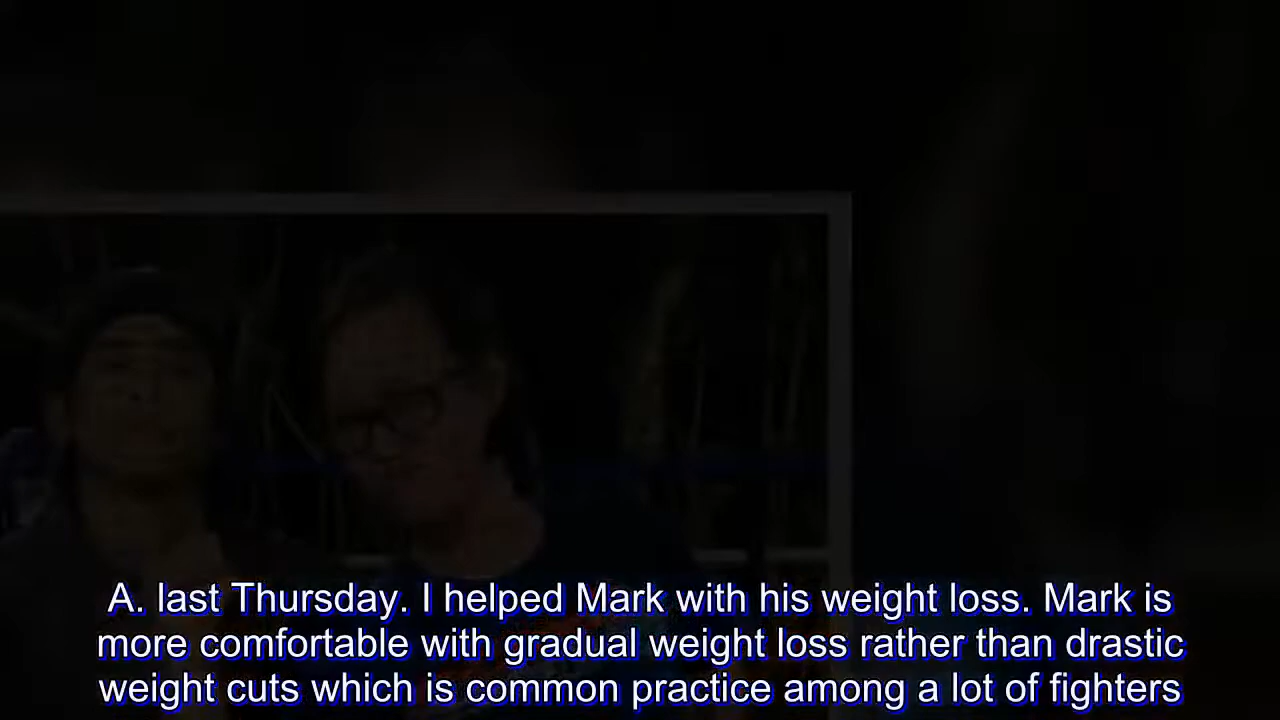 A. last Thursday. I helped Mark with his weight loss. Mark is
more comfortable with gradual weight loss rather than drastic
weight cuts which is common practice among a lot of fighters